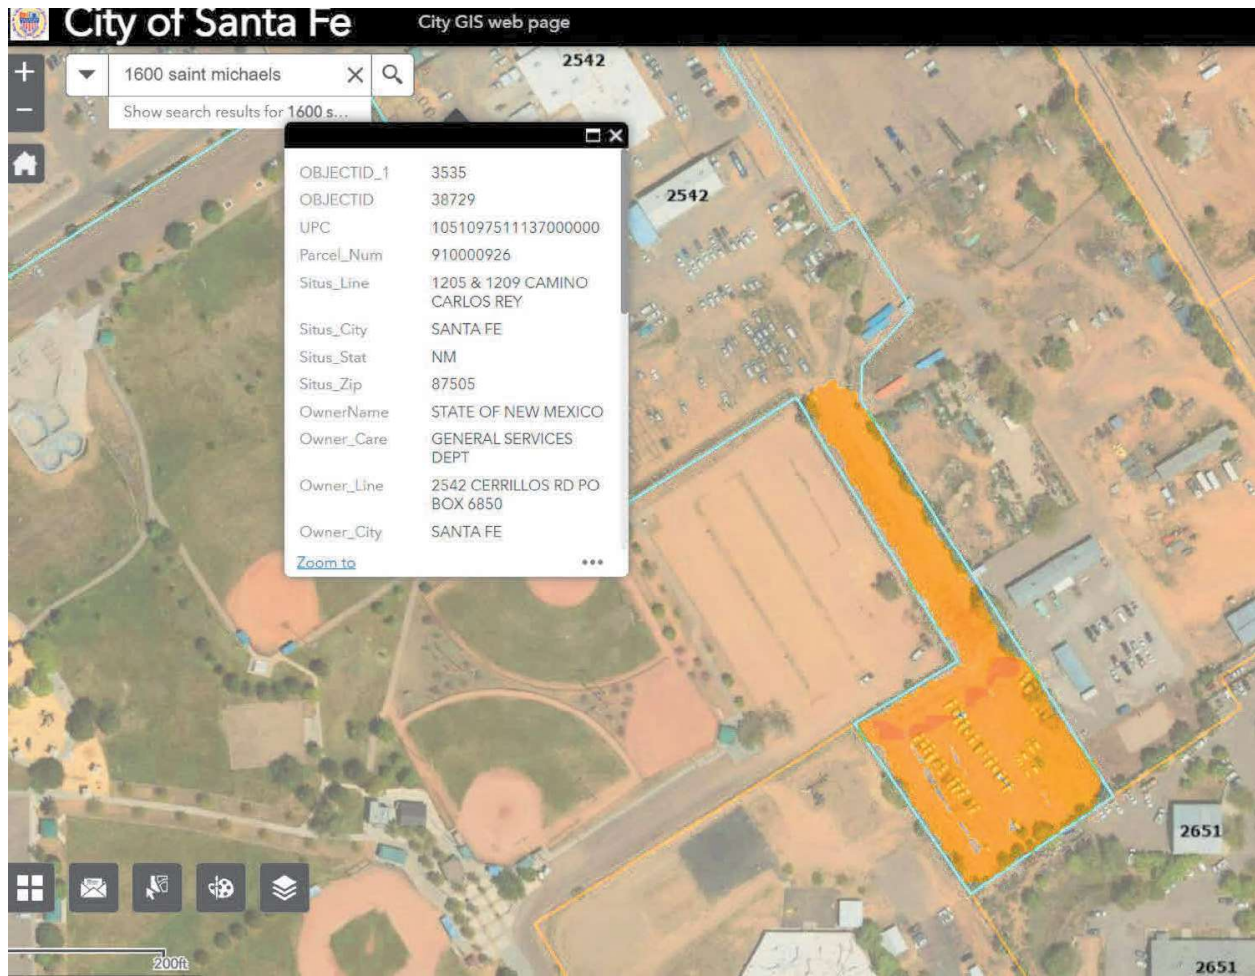 City of Santa Fe
City GIS web page
1600 saint michaels
Show search results for 1600 s...
2542
2542
OBJECTID_1 3535
OBJECTID 38729
UPC 1051097511137000000
Parcel_Num 910000926
Situs_Line 1205 & 1209 CAMINO
CARLOS REY
Situs_City SANTA FE
Situs_Stat NM
Situs_Zip 87505
OwnerName STATE OF NEW MEXICO
Owner_Care GENERAL SERVICES
DEPT
Owner_Line 2542 CERRILLOS RD PO
BOX 6850
Owner_City SANTA FE
Zoom to
2651
200ft
2651